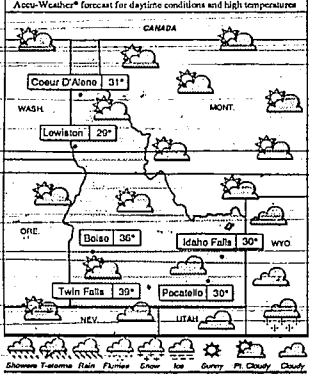 Accu-Weather® forecast for daytime conditions and high temperatures
CANADA
Coeur D'Alene 31°
WASH.
MONT.
Lewiston 29°
ORE.
Boise 36°
Idaho Falls 30°
WYO.
Twin Falls 39°
Pocatello 30°
NEV.
UTAH
Showers T-storms Rain Flurries Snow Ice Sunny Pt. Cloudy Cloudy